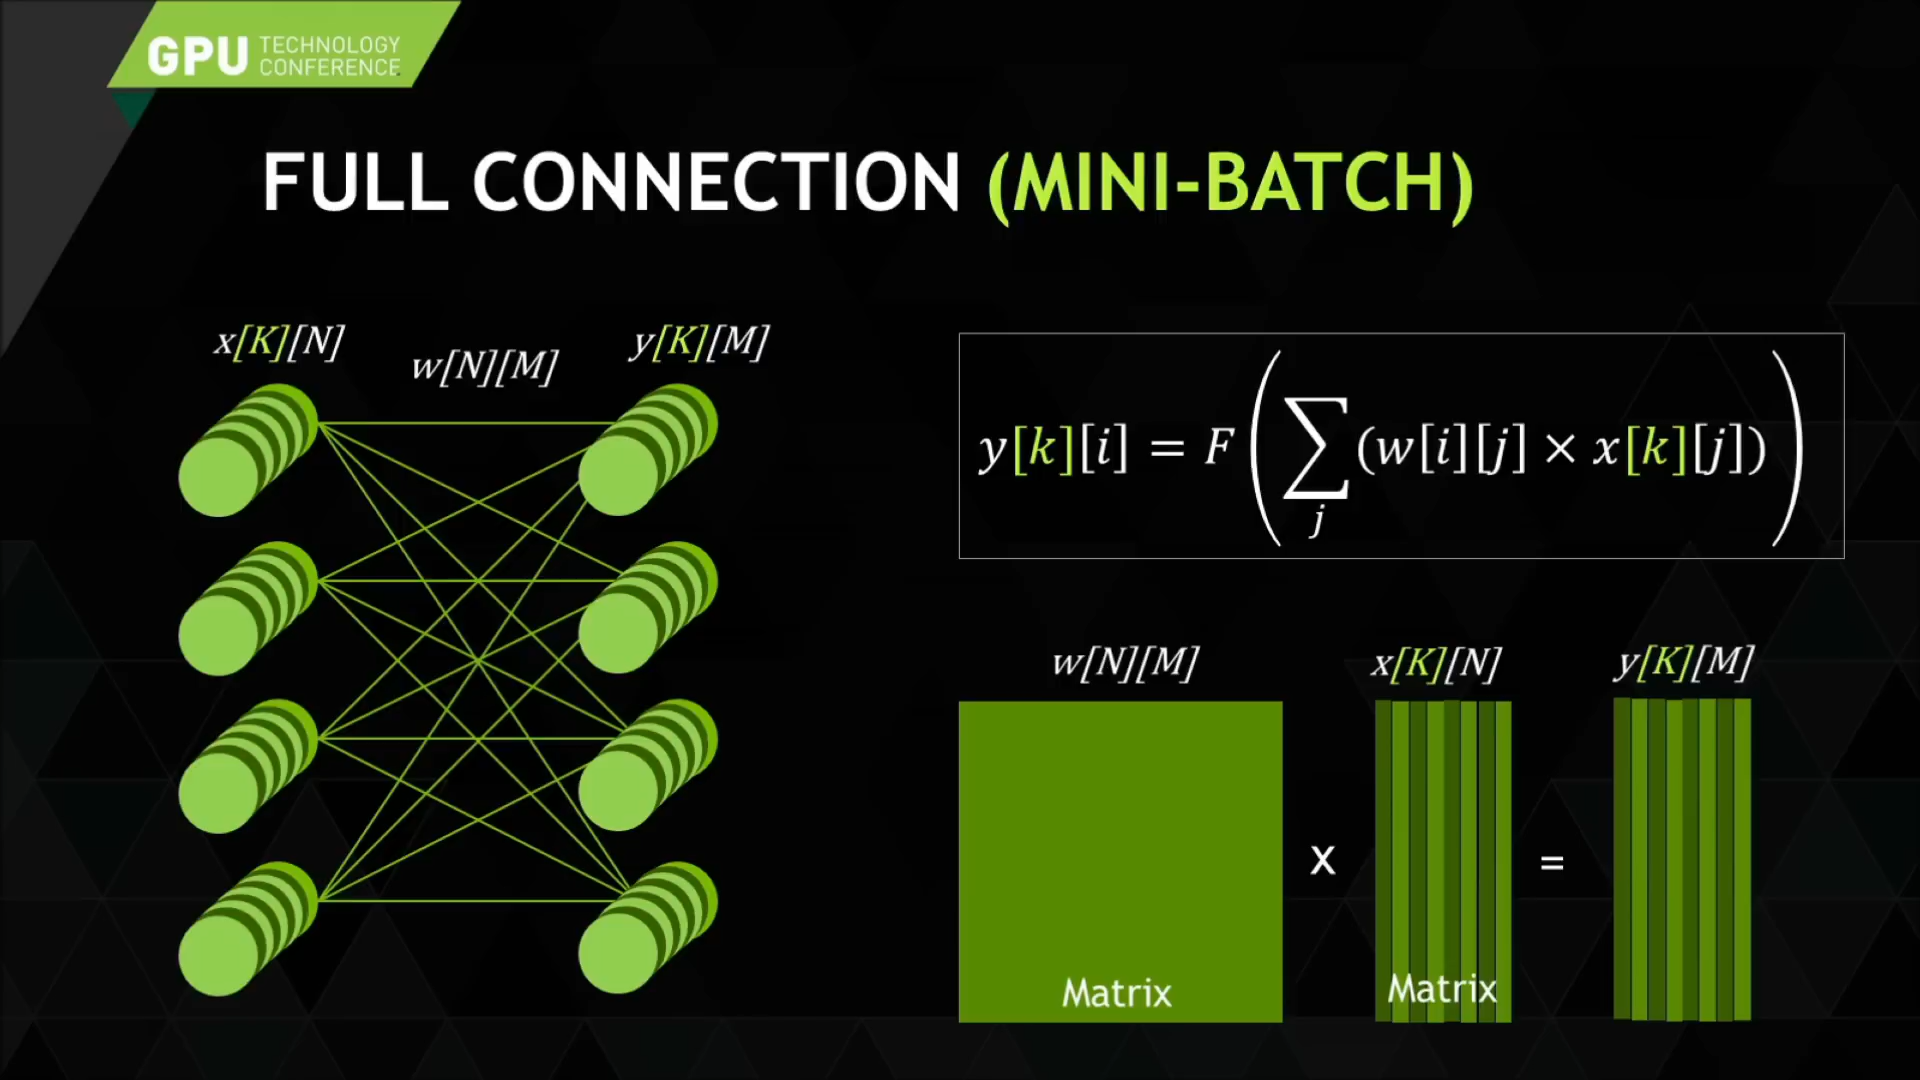 GPU TECHNOLOGY
CONFERENCE
FULL CONNECTION (MINI-BATCH)
x[K][N]
w[N][M]
y[K][M]
y[k][i] = F(∑j(w[i][j] × x[k][j]))
w[N][M]
x[K][N]
y[K][M]
x
=
Matrix
Matrix